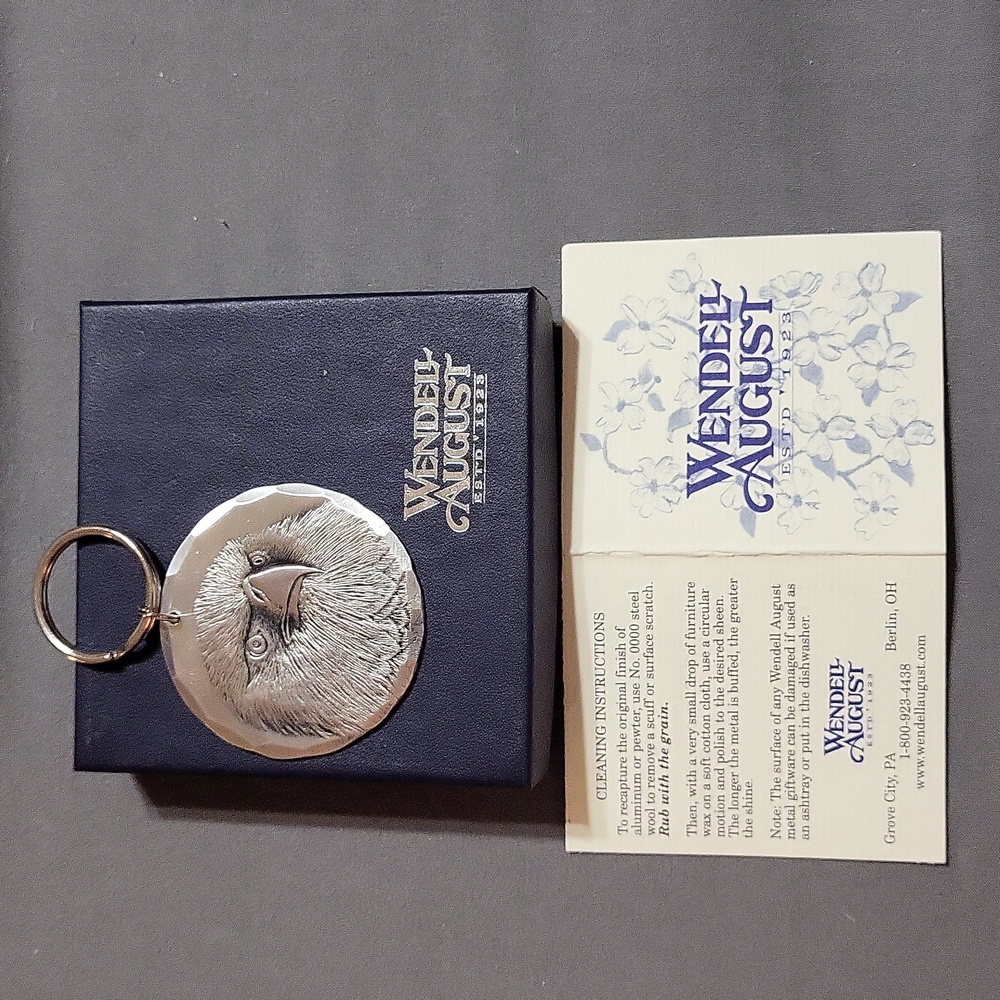 WENDELL
AUGUST
ESTD 1923
WENDELL
AUGUST
ESTD 1923
CLEANING INSTRUCTIONS
To recapture the original finish of
aluminum or pewter, use No. 0000 steel
wool to remove a scuff or surface scratch.
Rub with the grain.
Then, with a very small drop of furniture
wax on a soft cotton cloth, use a circular
motion and polish to the desired sheen.
The longer the metal is buffed, the greater
the shine.
Note: The surface of any Wendell August
metal giftware can be damaged if used as
an ashtray or put in the dishwasher.
WENDELL
AUGUST
ESTD 1923
Grove City, PA Berlin, OH
1-800-923-4438
www.wendellaugust.com